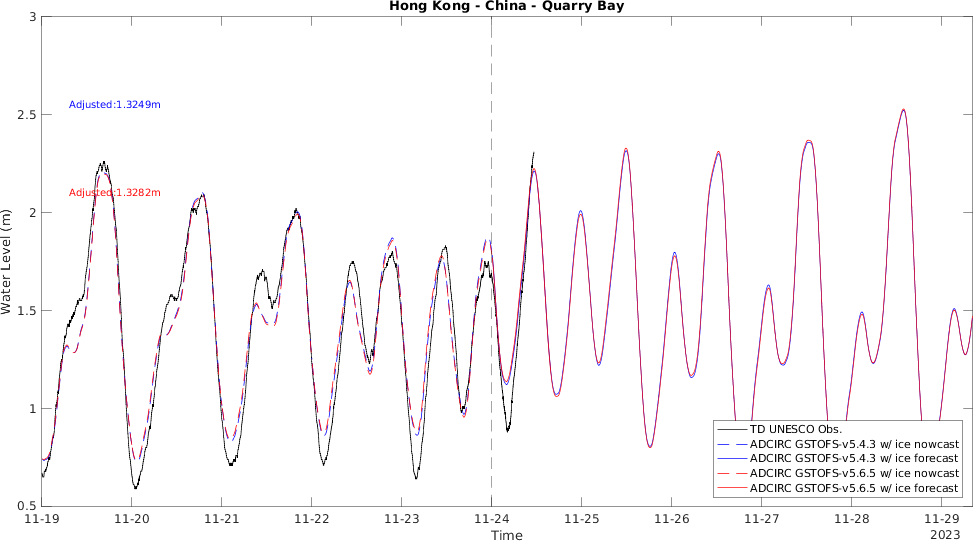 Hong Kong - China - Quarry Bay
3
2.5
2
1.5
1
0.5
Water Level (m)
Adjusted:1.3249m
Adjusted:1.3282m
TD UNESCO Obs.
ADCIRC GSTOFS-v5.4.3 w/ ice nowcast
ADCIRC GSTOFS-v5.4.3 w/ ice forecast
ADCIRC GSTOFS-v5.6.5 w/ ice nowcast
ADCIRC GSTOFS-v5.6.5 w/ ice forecast
11-19 11-20 11-21 11-22 11-23 11-24 11-25 11-26 11-27 11-28 11-29
2023
Time